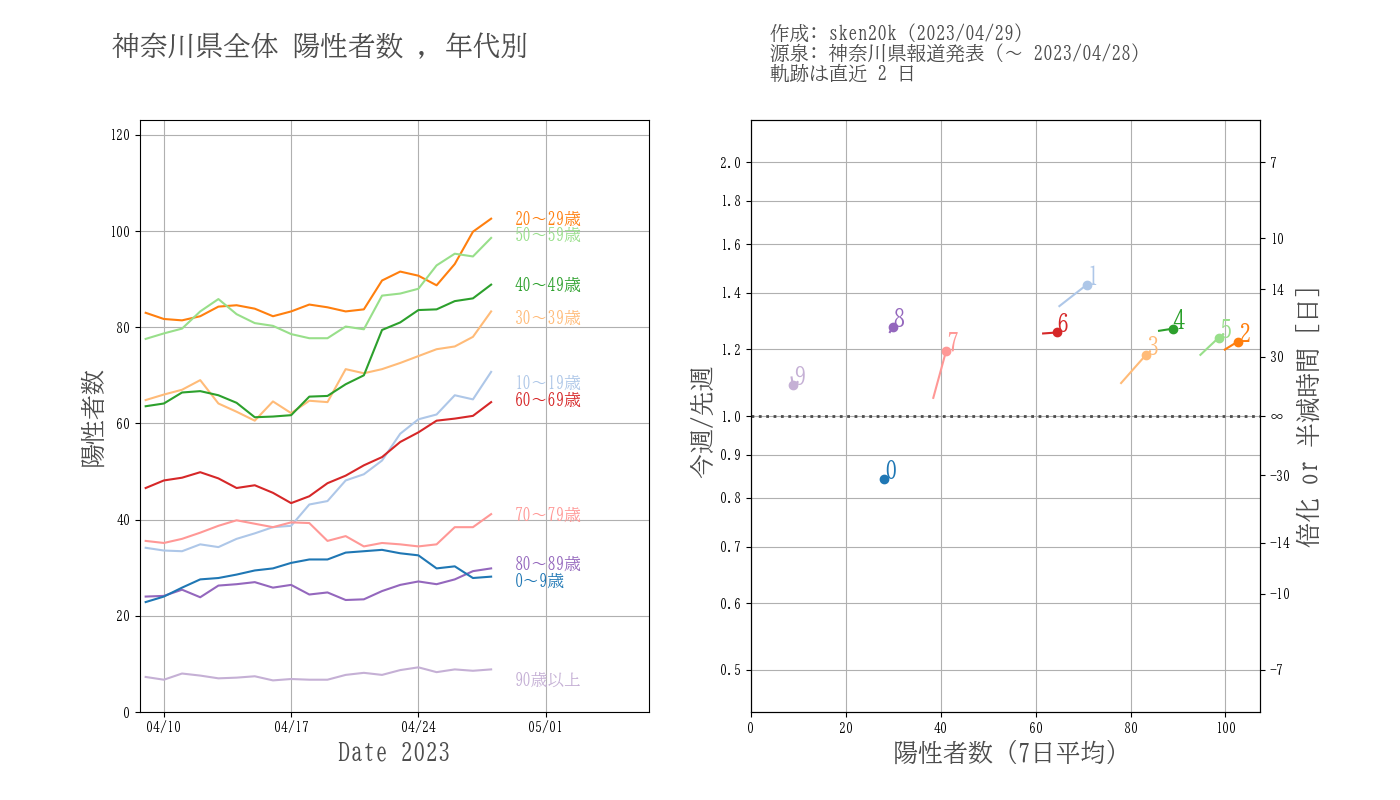 神奈川県全体 陽性者数 , 年代別
作成: sken20k (2023/04/29)
源泉: 神奈川県報道発表 (〜 2023/04/28)
軌跡は直近 2 日
陽性者数
120
100
80
60
40
20
0
20〜29歳
50〜59歳
40〜49歳
30〜39歳
10〜19歳
60〜69歳
70〜79歳
80〜89歳
0〜9歳
90歳以上
04/10
04/17
04/24
05/01
Date 2023
今週/先週
2.0
1.8
1.6
1.4
1.2
1.0
0.9
0.8
0.7
0.6
0.5
1
8
6
4
5
2
7
3
9
0
7
10
14
30
∞
−30
−14
−10
−7
倍化 or 半減時間 [日]
0
20
40
60
80
100
陽性者数 (7日平均)